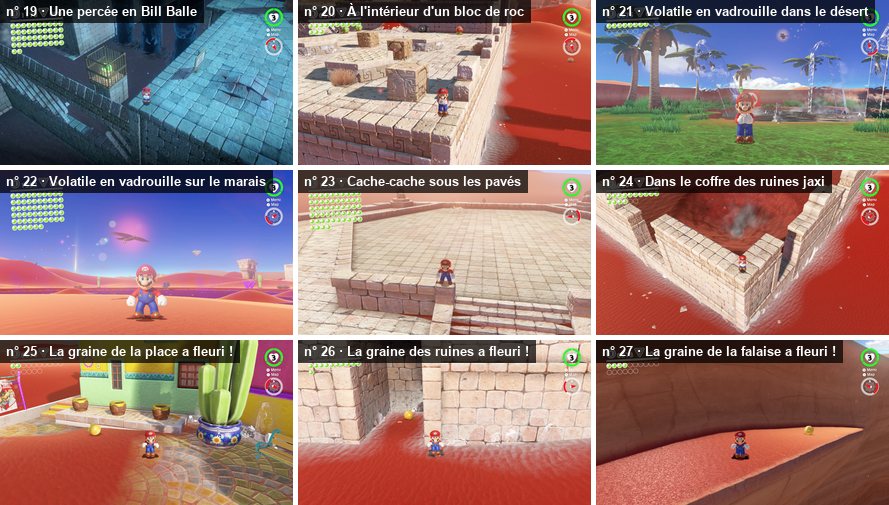 n° 19 · Une percée en Bill Balle
n° 20 · À l'intérieur d'un bloc de roc
n° 21 · Volatile en vadrouille dans le désert
n° 22 · Volatile en vadrouille sur le marais
n° 23 · Cache-cache sous les pavés
n° 24 · Dans le coffre des ruines jaxi
n° 25 · La graine de la place a fleuri !
n° 26 · La graine des ruines a fleuri !
n° 27 · La graine de la falaise a fleuri !